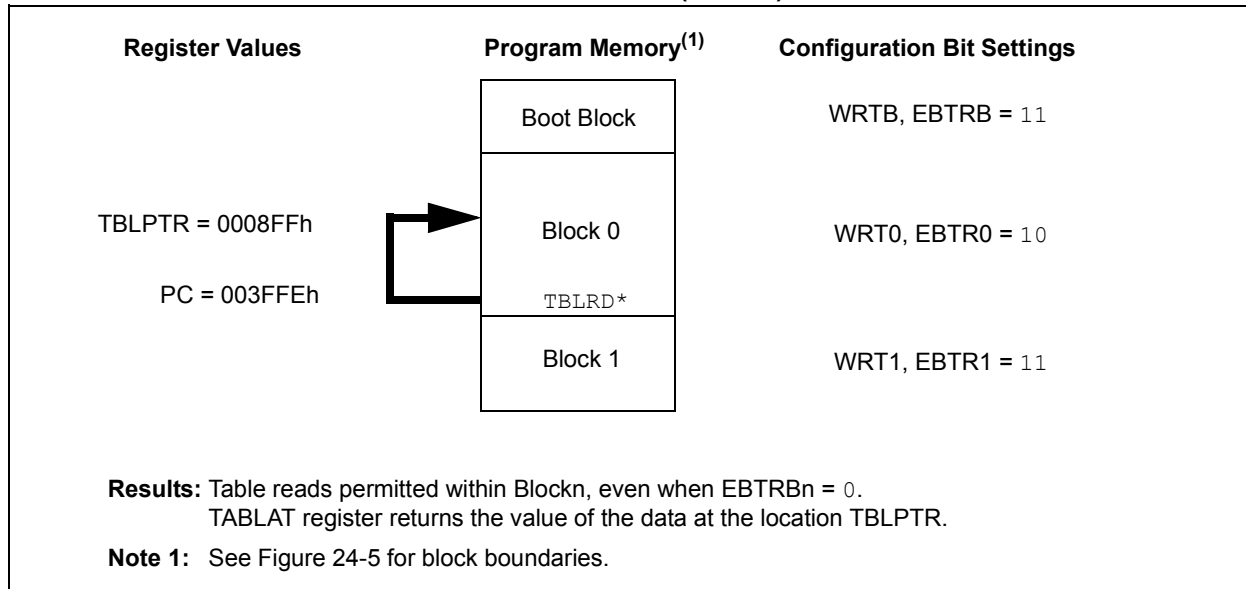 Register Values
Program Memory(1)
Configuration Bit Settings
Boot Block
WRTB, EBTRB = 11
TBLPTR = 0008FFh
Block 0
WRT0, EBTR0 = 10
PC = 003FFEh
TBLRD*
Block 1
WRT1, EBTR1 = 11
Results: Table reads permitted within Blockn, even when EBTRBn = 0.
TABLAT register returns the value of the data at the location TBLPTR.
Note 1: See Figure 24-5 for block boundaries.